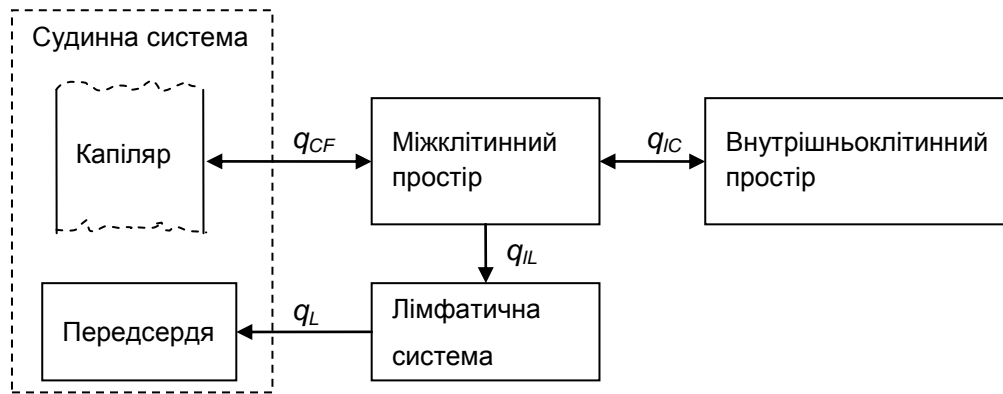 Судинна система
Капіляр
q_CF
Міжклітинний
простір
q_IC
Внутрішньоклітинний
простір
q_IL
Передсердя
q_L
Лімфатична
система